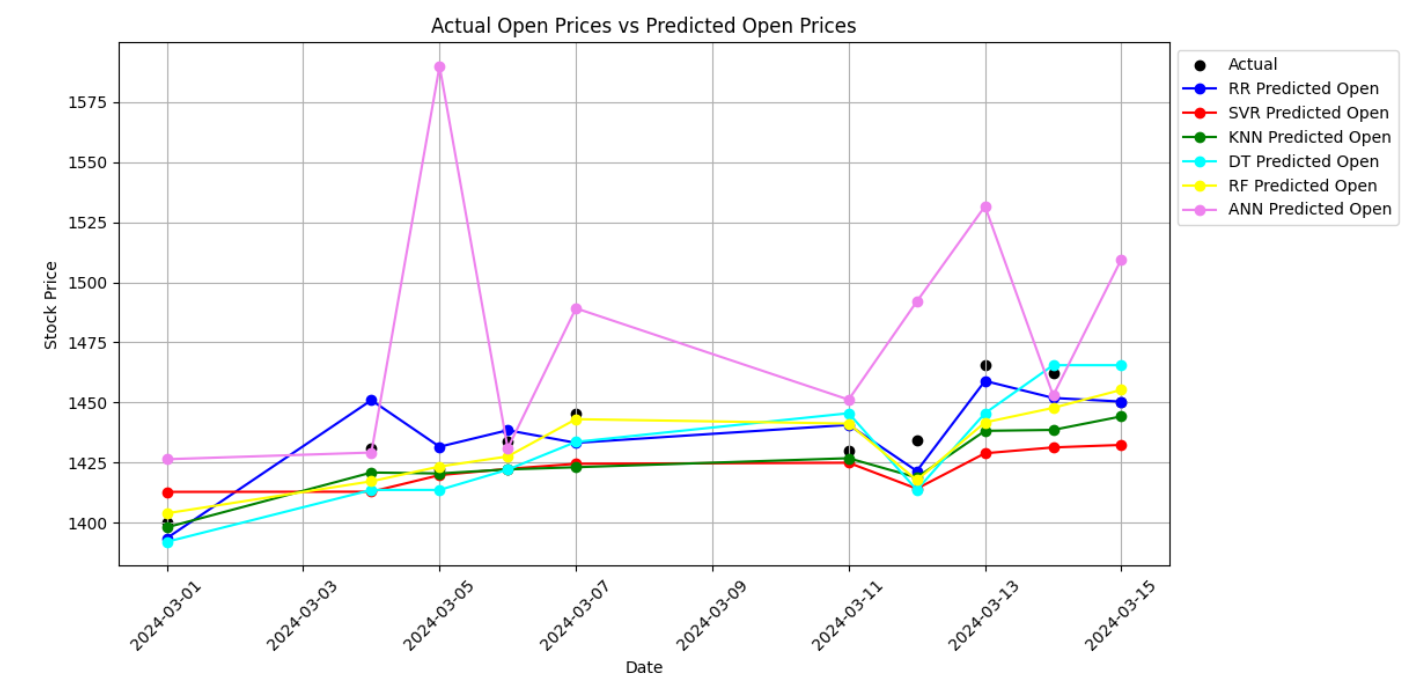 Actual Open Prices vs Predicted Open Prices
Actual
RR Predicted Open
SVR Predicted Open
KNN Predicted Open
DT Predicted Open
RF Predicted Open
ANN Predicted Open
Stock Price
1575
1550
1525
1500
1475
1450
1425
1400
2024-03-01
2024-03-03
2024-03-05
2024-03-07
2024-03-09
2024-03-11
2024-03-13
2024-03-15
Date